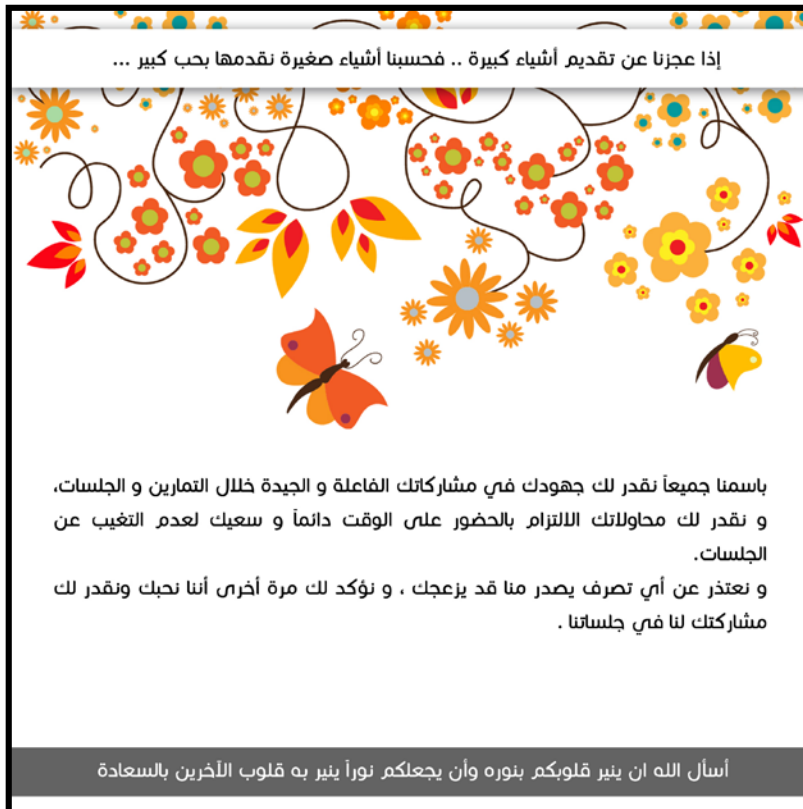 إذا عجزنا عن تقديم أشياء كبيرة .. فحسبنا أشياء صغيرة نقدمها بحب كبير ...
باسمنا جميعاً نقدر لك جهودك في مشاركاتك الفاعلة و الجيدة خلال التمارين و الجلسات،
و نقدر لك محاولاتك الالتزام بالحضور على الوقت دائماً و سعيك لعدم التغيب عن
الجلسات.
و نعتذر عن أي تصرف يصدر منا قد يزعجك ، و نؤكد لك مرة أخرى أننا نحبك ونقدر لك
مشاركتك لنا في جلساتنا .
أسأل الله ان ينير قلوبكم بنوره وأن يجعلكم نوراً ينير به قلوب الآخرين بالسعادة